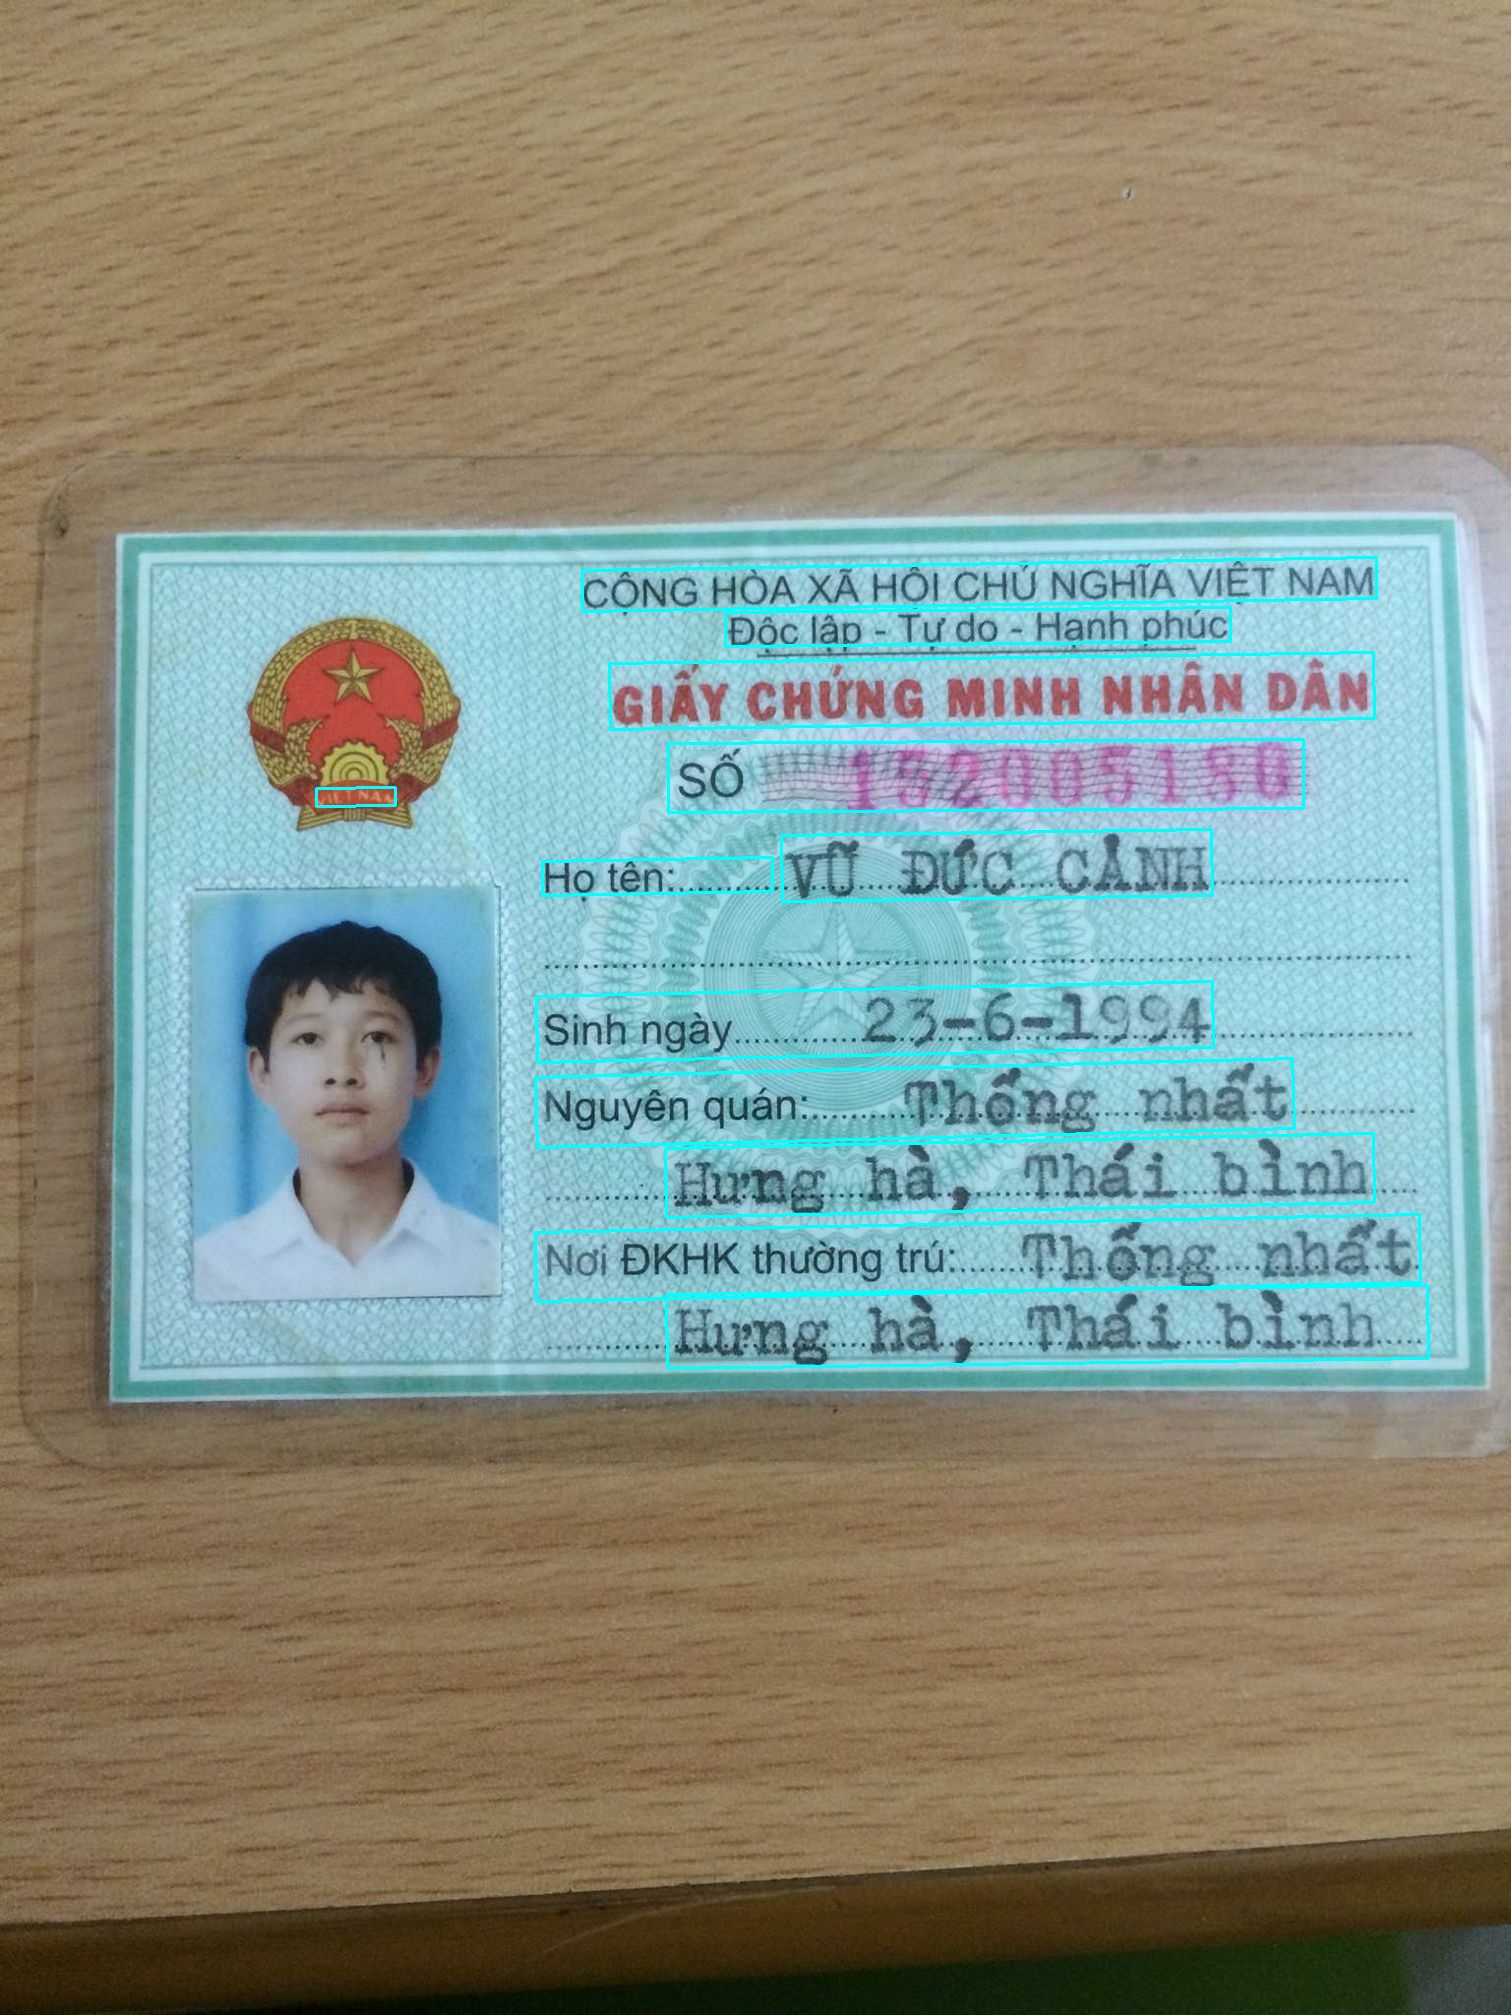 CỘNG HÒA XÃ HỘI CHỦ NGHĨA VIỆT NAM
Độc lập - Tự do - Hạnh phúc
GIẤY CHỨNG MINH NHÂN DÂN
SỐ
VIỆT NAM
Họ tên: VŨ ĐỨC CẢNH
Sinh ngày 23-6-1994
Nguyên quán: Thống nhất
Hưng hà, Thái bình
Nơi ĐKHK thường trú: Thống nhất
Hưng hà, Thái bình